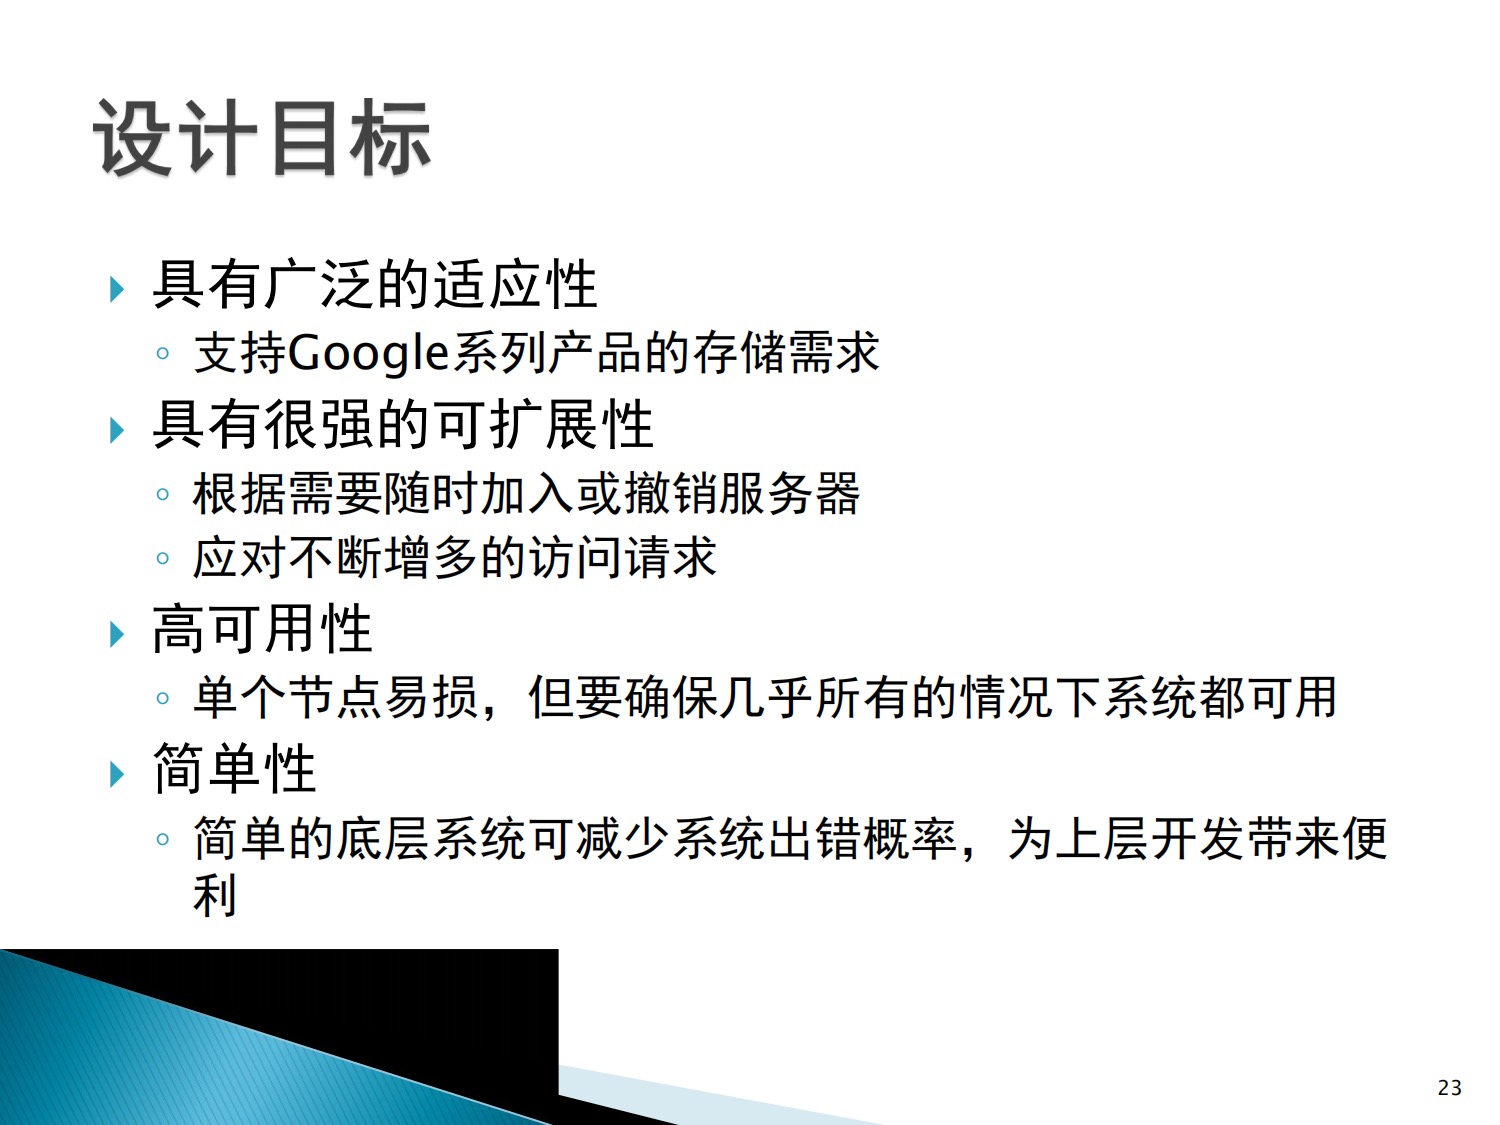 设计目标
具有广泛的适应性
支持Google系列产品的存储需求
具有很强的可扩展性
根据需要随时加入或撤销服务器
应对不断增多的访问请求
高可用性
单个节点易损，但要确保几乎所有的情况下系统都可用
简单性
简单的底层系统可减少系统出错概率，为上层开发带来便
利
23